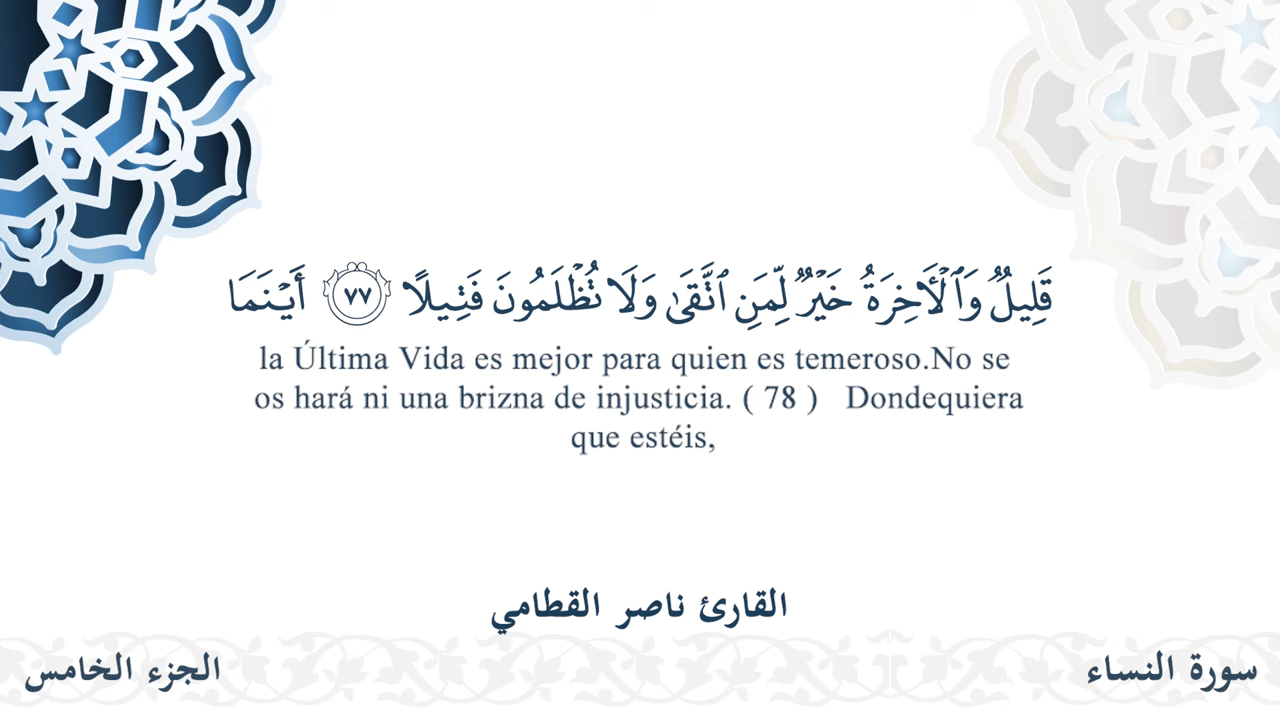 قَلِيلٌ وَٱلْأَخِرَةُ خَيْرٌ لِّمَنِ ٱتَّقَىٰ وَلَا تُظْلَمُونَ فَتِيلًا ٧٧ أَيْنَمَا
la Última Vida es mejor para quien es temeroso.No se
os hará ni una brizna de injusticia. ( 78 ) Dondequiera
que estéis,
القارئ ناصر القطامي
سورة النساء
الجزء الخامس